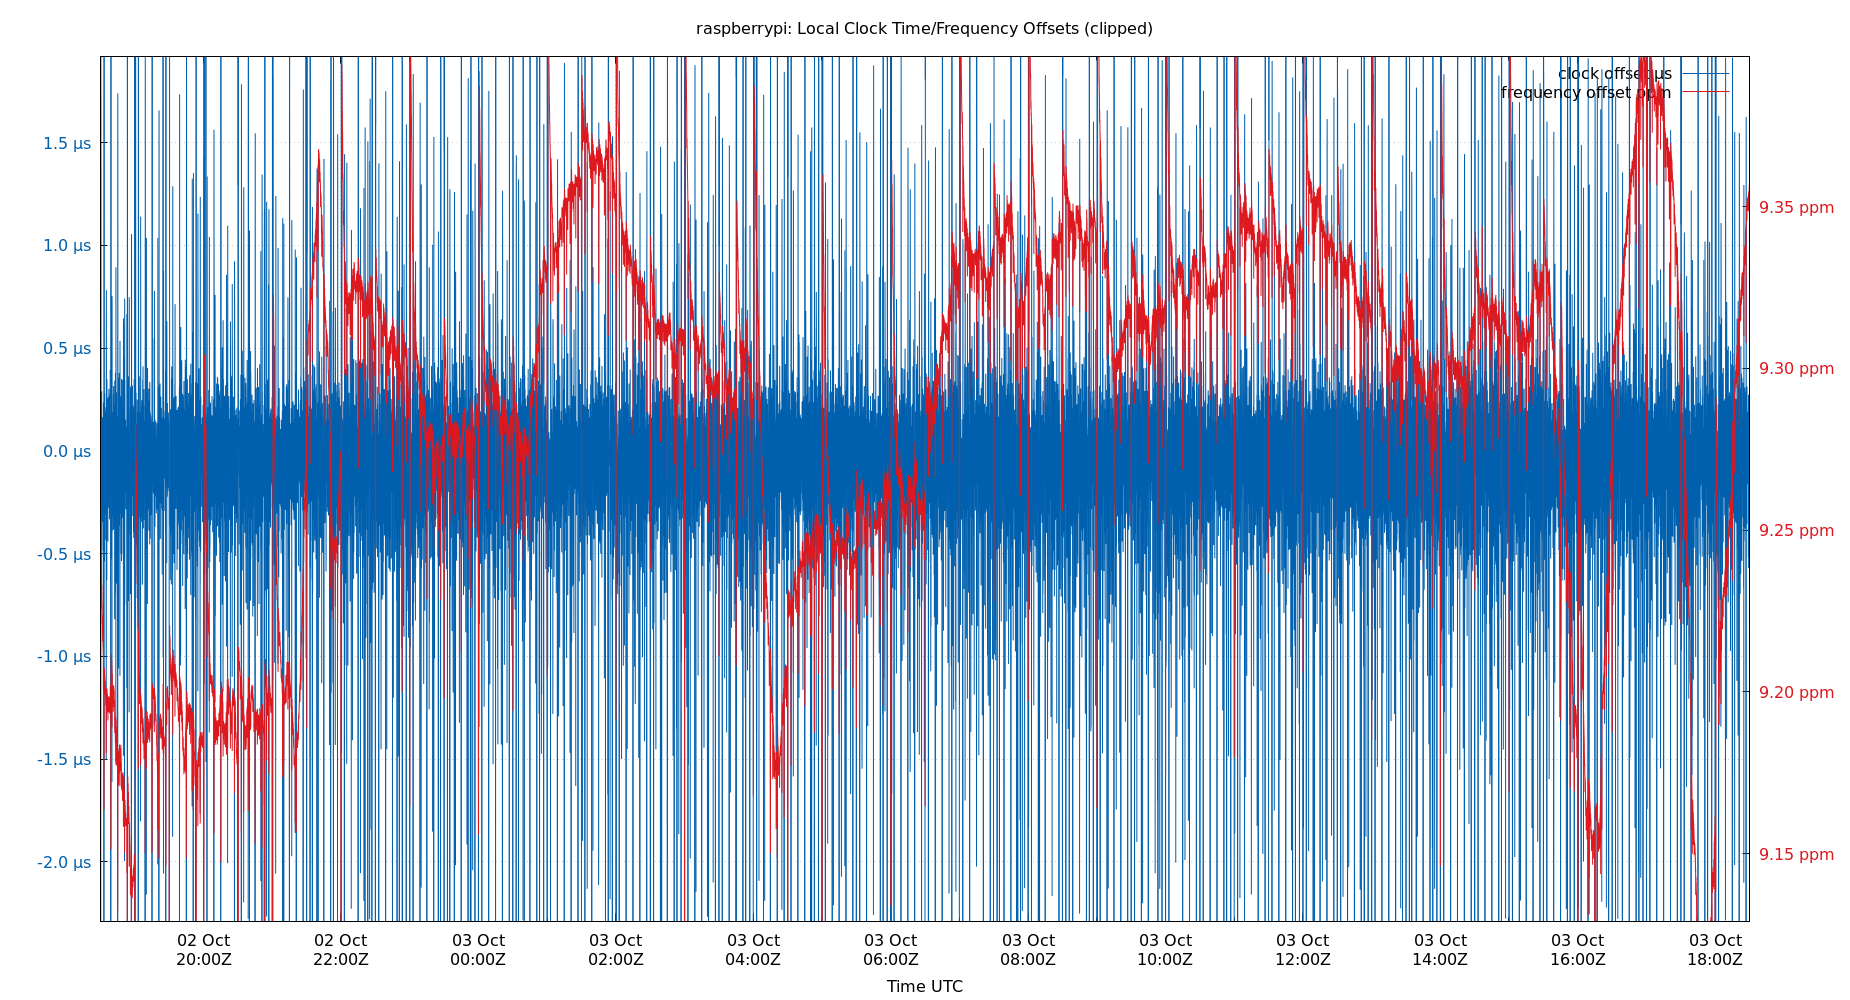 raspberrypi: Local Clock Time/Frequency Offsets (clipped)
clock offset µs
frequency offset ppm
1.5 µs
1.0 µs
0.5 µs
0.0 µs
-0.5 µs
-1.0 µs
-1.5 µs
-2.0 µs
9.35 ppm
9.30 ppm
9.25 ppm
9.20 ppm
9.15 ppm
02 Oct 02 Oct 03 Oct 03 Oct 03 Oct 03 Oct 03 Oct 03 Oct 03 Oct 03 Oct 03 Oct 03 Oct
20:00Z 22:00Z 00:00Z 02:00Z 04:00Z 06:00Z 08:00Z 10:00Z 12:00Z 14:00Z 16:00Z 18:00Z
Time UTC